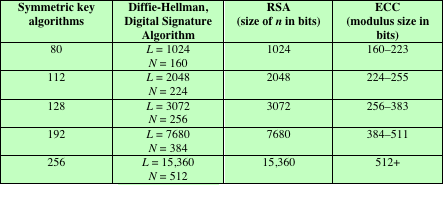 Symmetric key algorithms | Diffie-Hellman, Digital Signature Algorithm | RSA (size of n in bits) | ECC (modulus size in bits)
80 | L = 1024 N = 160 | 1024 | 160–223
112 | L = 2048 N = 224 | 2048 | 224–255
128 | L = 3072 N = 256 | 3072 | 256–383
192 | L = 7680 N = 384 | 7680 | 384–511
256 | L = 15,360 N = 512 | 15,360 | 512+